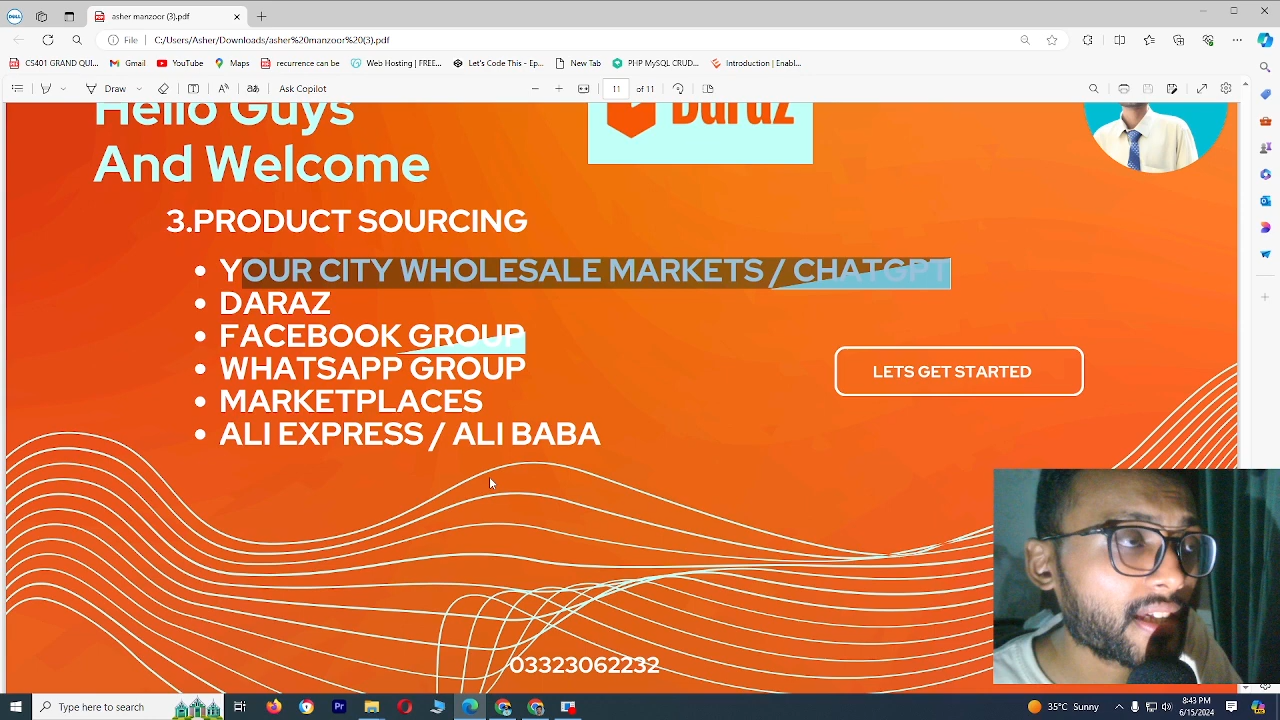 asher manzoor (3).pdf
File
C:/Users/Asher/Downloads/asher%20manzoor%20(3).pdf
CS401 GRAND QUI...
Gmail
YouTube
Maps
recurrence can be
Web Hosting | FREE...
Let's Code This - Ep...
New Tab
PHP MySQL CRUD...
Introduction | Enabl...
Draw
Ask Copilot
11
of 11
Hello Guys
And Welcome
Daraz
3.PRODUCT SOURCING
YOUR CITY WHOLESALE MARKETS / CHATGPT
DARAZ
FACEBOOK GROUP
WHATSAPP GROUP
MARKETPLACES
ALI EXPRESS / ALI BABA
LETS GET STARTED
03323062232
Type here to search
35°C Sunny
8:43 PM
6/15/2024